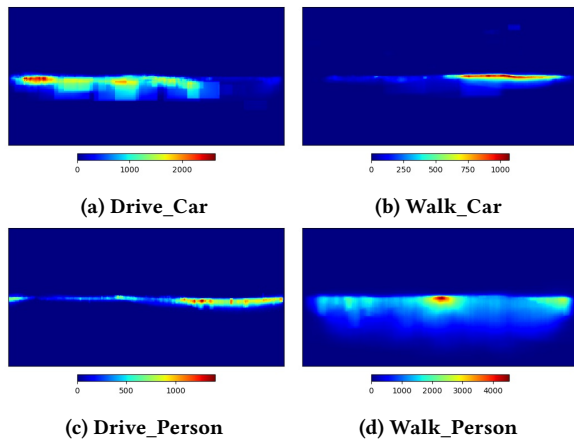 0 1000 2000
0 250 500 750 1000
(a) Drive_Car
(b) Walk_Car
0 500 1000
0 1000 2000 3000 4000
(c) Drive_Person
(d) Walk_Person